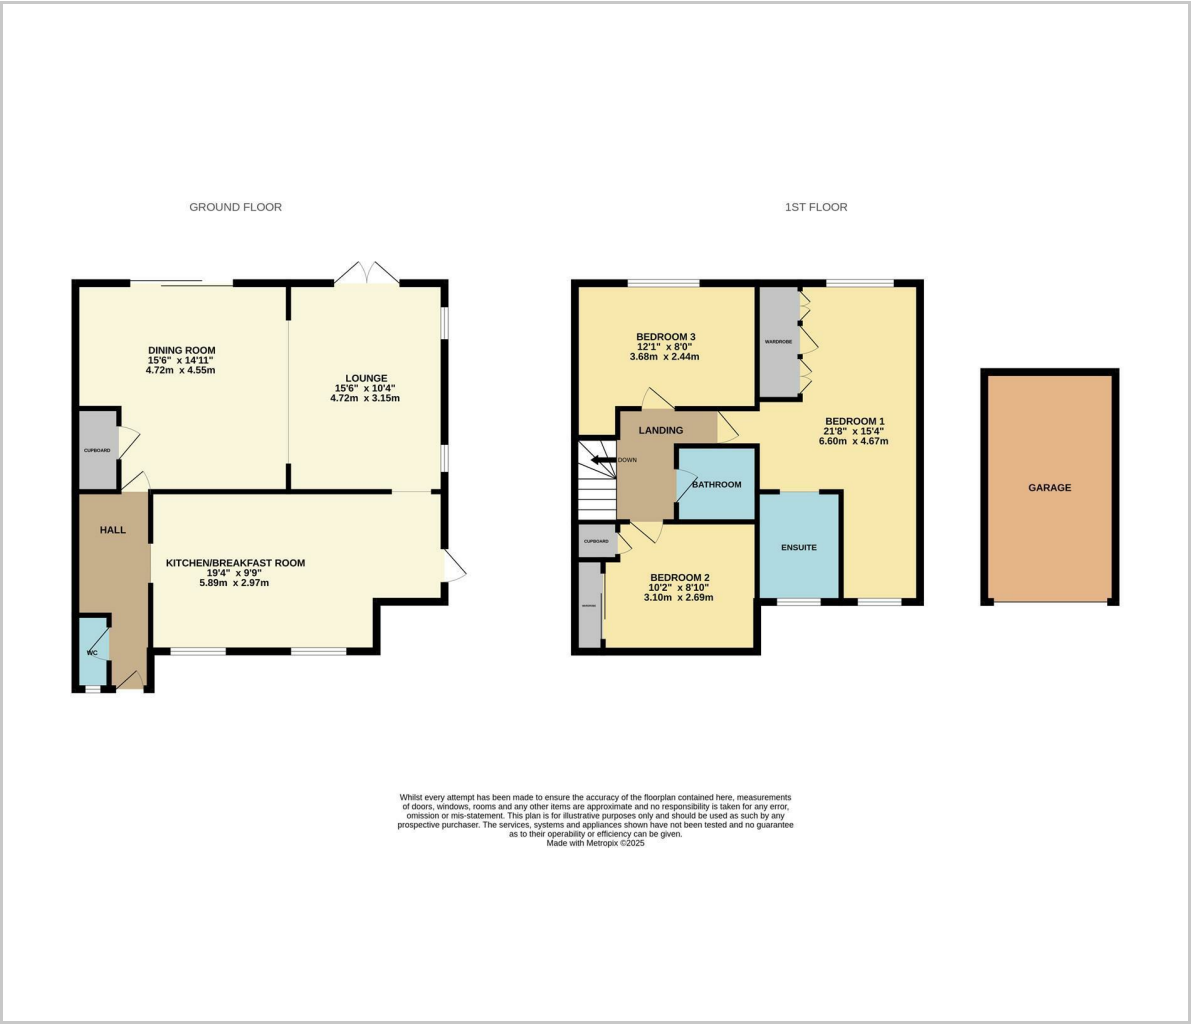 GROUND FLOOR
1ST FLOOR
DINING ROOM
15'6" x 14'11"
4.72m x 4.55m
LOUNGE
15'6" x 10'4"
4.72m x 3.15m
CUPBOARD
HALL
KITCHEN/BREAKFAST ROOM
19'4" x 9'9"
5.89m x 2.97m
WC
BEDROOM 3
12'1" x 8'0"
3.68m x 2.44m
WARDROBE
BEDROOM 1
21'8" x 15'4"
6.60m x 4.67m
LANDING
DOWN
BATHROOM
CUPBOARD
ENSUITE
BEDROOM 2
10'2" x 8'10"
3.10m x 2.69m
GARAGE
Whilst every attempt has been made to ensure the accuracy of the floorplan contained here, measurements
of doors, windows, rooms and any other items are approximate and no responsibility is taken for any error,
omission or mis-statement. This plan is for illustrative purposes only and should be used as such by any
prospective purchaser. The services, systems and appliances shown have not been tested and no guarantee
as to their operability or efficiency can be given.
Made with Metropix ©2025